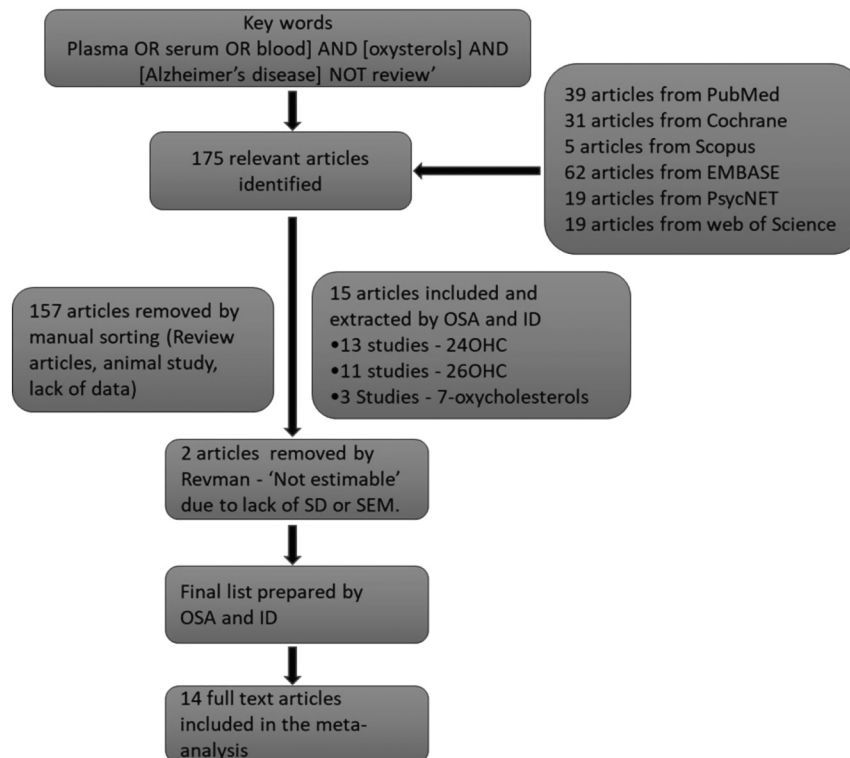 Key words
Plasma OR serum OR blood] AND [oxysterols] AND
[Alzheimer's disease] NOT review'
39 articles from PubMed
31 articles from Cochrane
5 articles from Scopus
62 articles from EMBASE
19 articles from PsycNET
19 articles from web of Science
175 relevant articles
identified
157 articles removed by
manual sorting (Review
articles, animal study,
lack of data)
15 articles included and
extracted by OSA and ID
•13 studies - 24OHC
•11 studies - 26OHC
•3 Studies - 7-oxycholesterols
2 articles removed by
Revman - 'Not estimable'
due to lack of SD or SEM.
Final list prepared by
OSA and ID
14 full text articles
included in the meta-
analysis